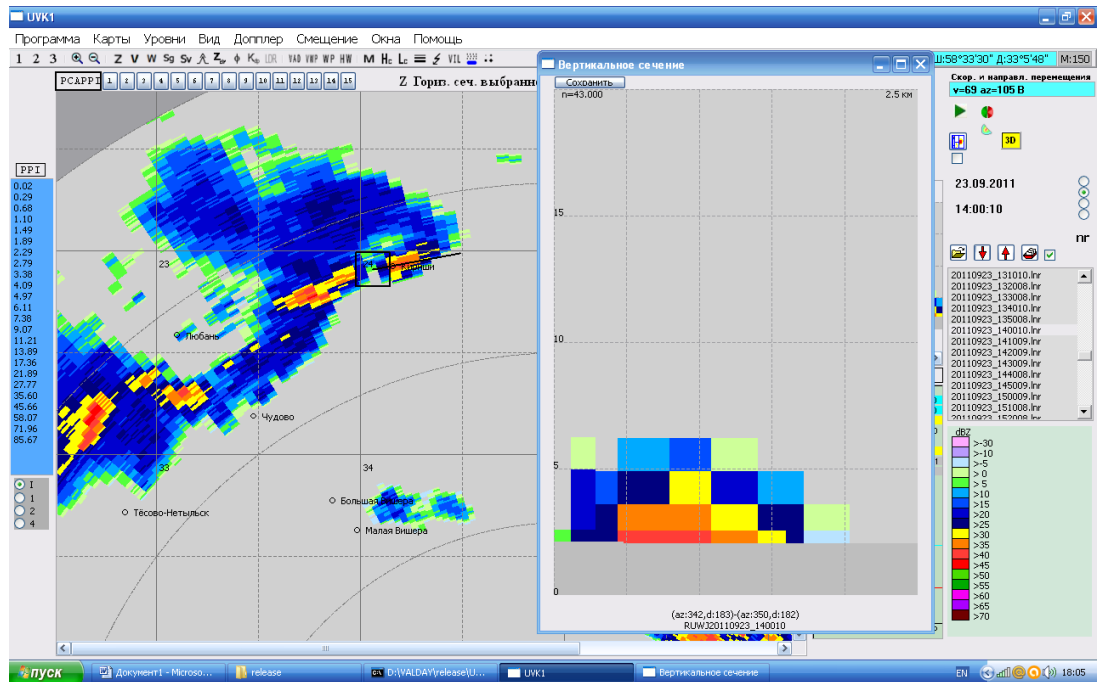 UVK1
Программа Карты Уровни Вид Допплер Смещение Окна Помощь
1 2 3 Z V W Sg Sv Z K LDR VAD VWP WP HW M Hc Lc VIL
Ш:58°33'30" Д:33°5'48" М:150
PCAPPI 1 2 3 4 5 6 7 8 9 10 11 12 13 14 15
Z Гориз. сеч. выбранно
Вертикальное сечение
Сохранить
n=43.000
2.5 км
15
10
5
0
(az:342,d:183)-(az:350,d:182)
RUWJ20110923_140010
PPI
0.02
0.29
0.68
1.10
1.49
1.89
2.29
2.79
3.38
4.09
4.97
6.11
7.38
9.07
11.21
13.89
17.36
21.89
27.77
35.60
45.66
58.07
71.96
85.67
I
1
2
4
23
24
Любань
Чудово
33
34
Тёсово-Нетыльск
Большая Вишера
Малая Вишера
Скор. и направл. перемещения
v=69 az=105 В
3D
23.09.2011
14:00:10
nr
20110923_131010.lnr
20110923_132008.lnr
20110923_133008.lnr
20110923_134010.lnr
20110923_135008.lnr
20110923_140010.lnr
20110923_141009.lnr
20110923_142009.lnr
20110923_143009.lnr
20110923_144008.lnr
20110923_145009.lnr
20110923_150009.lnr
20110923_151008.lnr
20110923_152008.lnr
dBZ
>-30
>-10
>-5
> 0
> 5
>10
>15
>20
>25
>30
>35
>40
>45
>50
>55
>60
>65
>70
пуск
Документ1 - Microso...
release
D:\VALDAY\release\U...
UVK1
Вертикальное сечение
EN
18:05